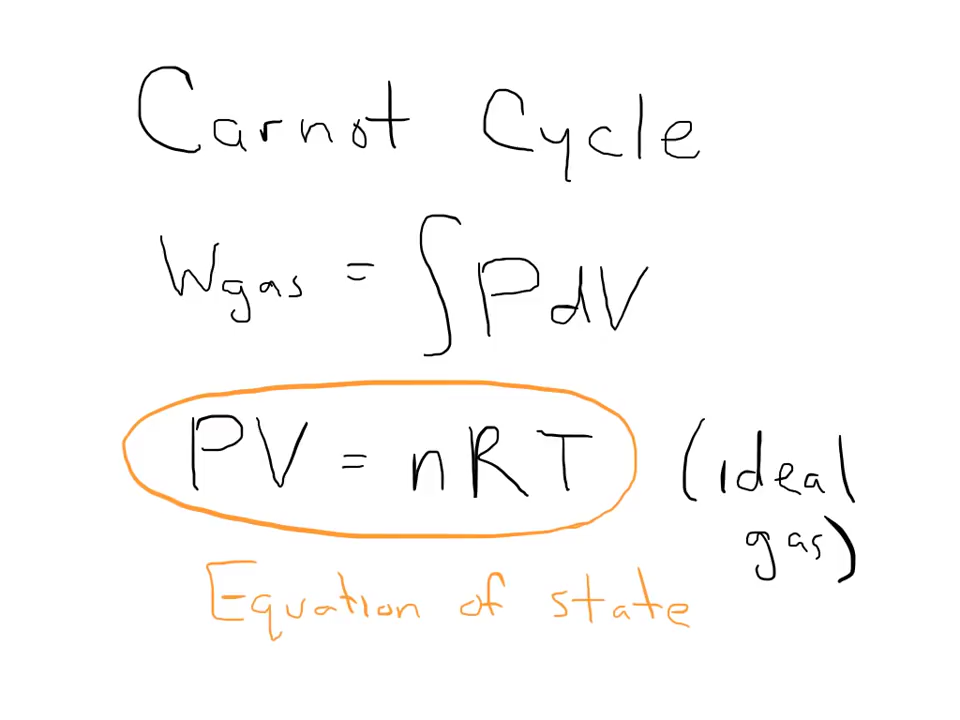 Carnot Cycle
Wgas = ∫PdV
PV = nRT (ideal
gas)
Equation of state